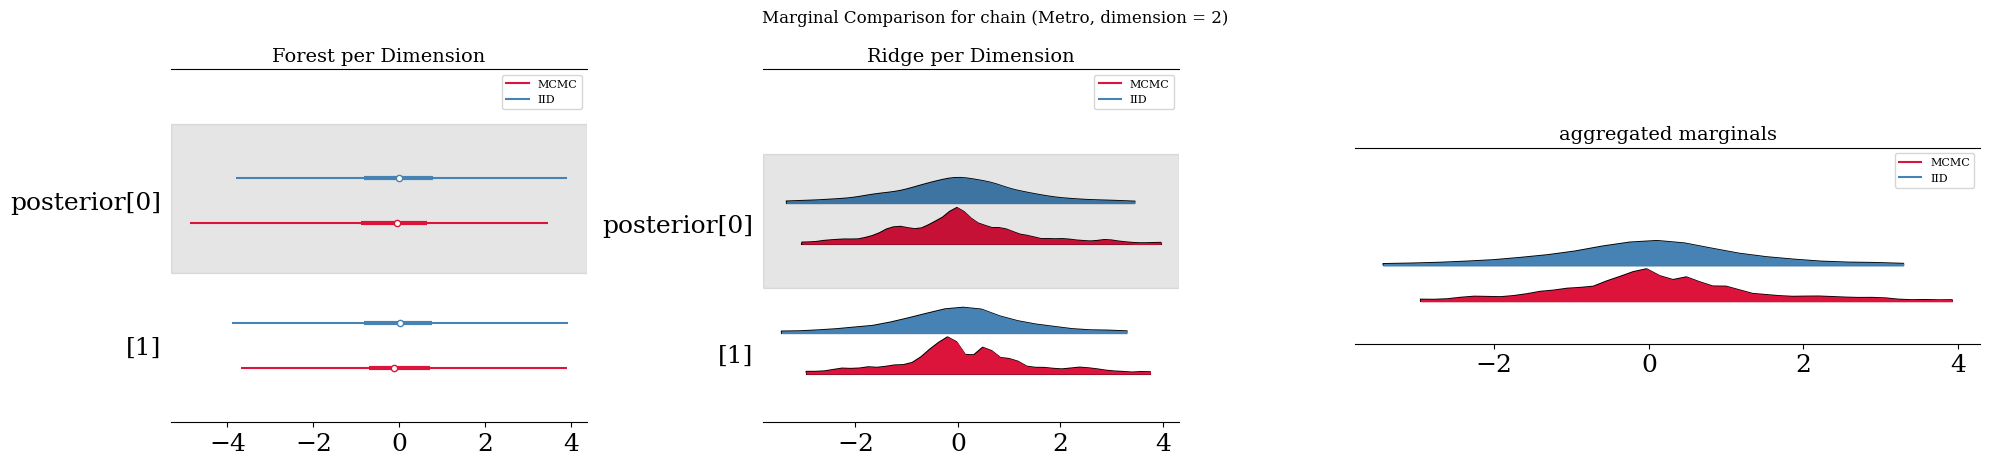 Marginal Comparison for chain (Metro, dimension = 2)
Forest per Dimension
MCMC
IID
posterior[0]
[1]
−4 −2 0 2 4
Ridge per Dimension
MCMC
IID
posterior[0]
[1]
−2 0 2 4
aggregated marginals
MCMC
IID
−2 0 2 4